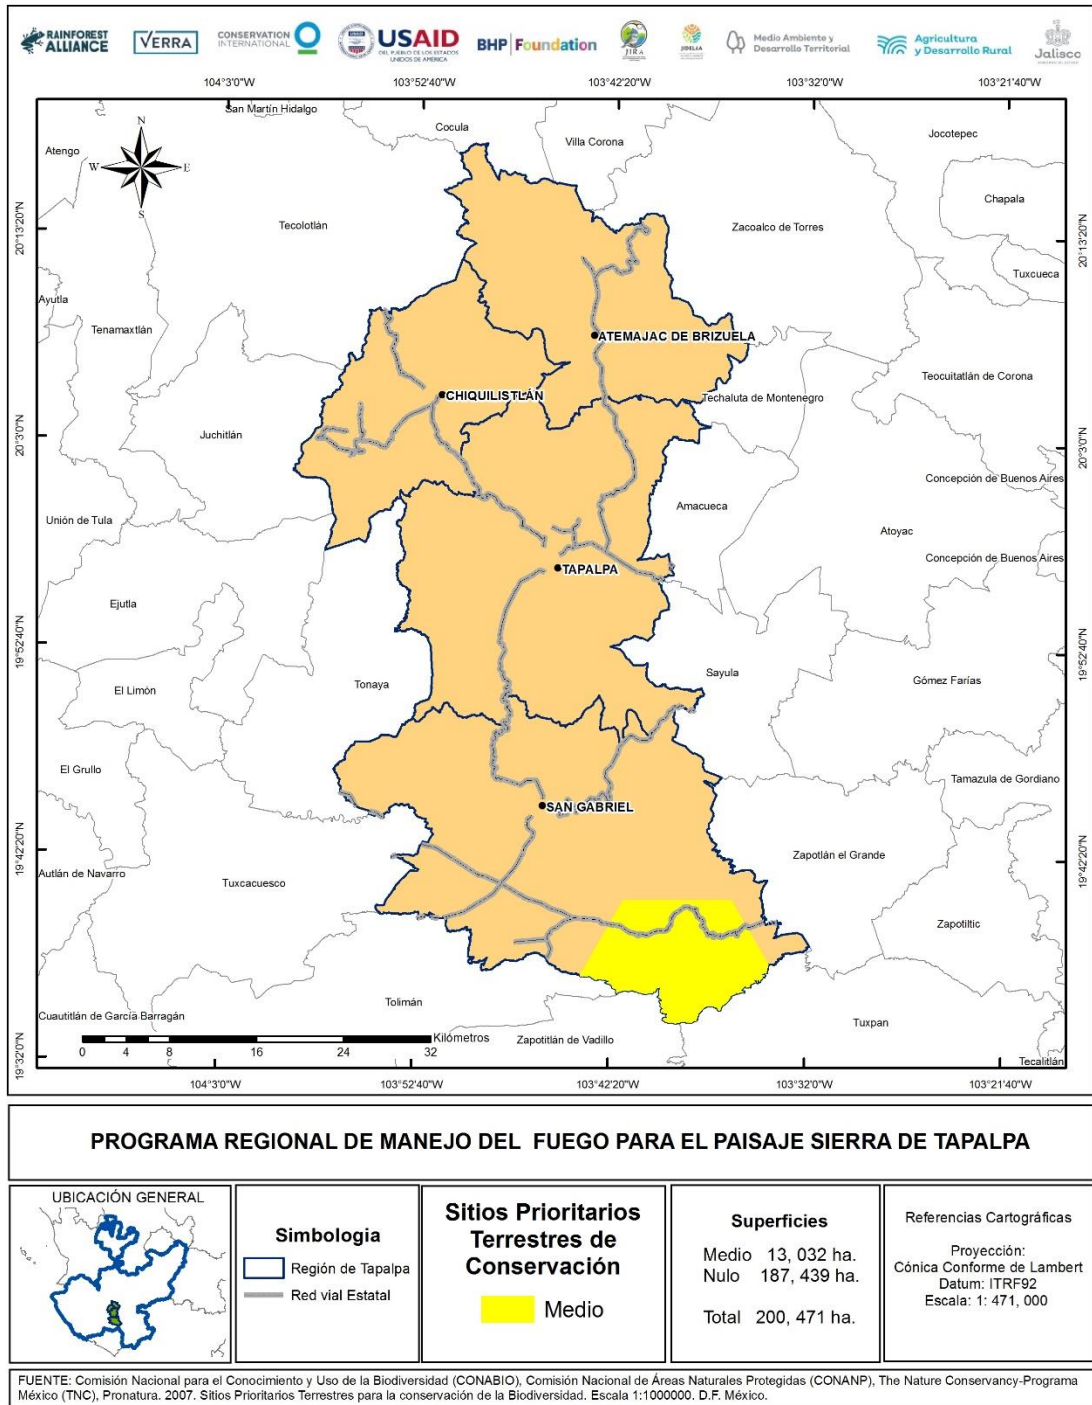 RAINFOREST
ALLIANCE
VERRA
CONSERVATION
INTERNATIONAL
USAID
DEL PUEBLO DE LOS ESTADOS
UNIDOS DE AMÉRICA
BHP Foundation
JIRA
JIDELIA
Medio Ambiente y
Desarrollo Territorial
Agricultura
y Desarrollo Rural
Jalisco
104°3'0"W 103°52'40"W 103°42'20"W 103°32'0"W 103°21'40"W
San Martín Hidalgo
Cocula
Villa Corona
Jocotepec
Atengo
N
W E
S
Chapala
Tecolotlán
Zacoalco de Torres
20°13'20"N
20°13'20"N
Tuxcueca
Ayutla
Tenamaxtlán
ATEMAJAC DE BRIZUELA
Teocuitatlán de Corona
CHIQUILISTLÁN
Techaluta de Montenegro
Juchitlán
20°3'0"N
20°3'0"N
Concepción de Buenos Aires
Amacueca
Unión de Tula
Atoyac
Concepción de Buenos Aires
TAPALPA
Ejutla
19°52'40"N
19°52'40"N
Sayula
Gómez Farías
El Limón
Tonaya
El Grullo
Tamazula de Gordiano
SAN GABRIEL
19°42'20"N
19°42'20"N
Zapotlán el Grande
Autlán de Navarro
Tuxcacuesco
Zapotiltic
Tolimán
Cuautitlán de García Barragán
Tuxpan
Kilómetros
Zapotitlán de Vadillo
0 2 4 8 16 24 32
19°32'0"N
Tecalitlán
104°3'0"W 103°52'40"W 103°42'20"W 103°32'0"W 103°21'40"W
PROGRAMA REGIONAL DE MANEJO DEL FUEGO PARA EL PAISAJE SIERRA DE TAPALPA
UBICACIÓN GENERAL
Simbologia
Región de Tapalpa
Red vial Estatal
Sitios Prioritarios
Terrestres de
Conservación
Medio
Superficies
Medio 13, 032 ha.
Nulo 187, 439 ha.
Total 200, 471 ha.
Referencias Cartográficas
Proyección:
Cónica Conforme de Lambert
Datum: ITRF92
Escala: 1: 471, 000
FUENTE: Comisión Nacional para el Conocimiento y Uso de la Biodiversidad (CONABIO), Comisión Nacional de Áreas Naturales Protegidas (CONANP), The Nature Conservancy-Programa
México (TNC), Pronatura. 2007. Sitios Prioritarios Terrestres para la conservación de la Biodiversidad. Escala 1:1000000. D.F. México.